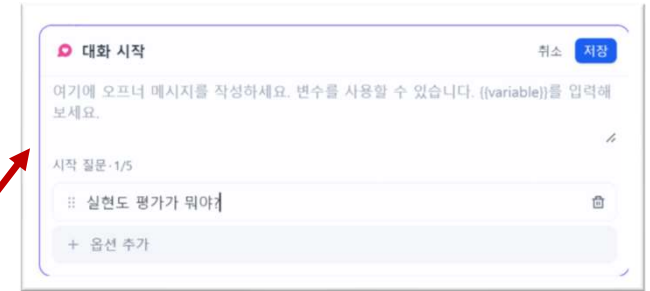 대화 시작
취소 저장
여기에 오프너 메시지를 작성하세요. 변수를 사용할 수 있습니다. {{variable}}를 입력해
보세요.
시작 질문·1/5
실현도 평가가 뭐야?
+ 옵션 추가